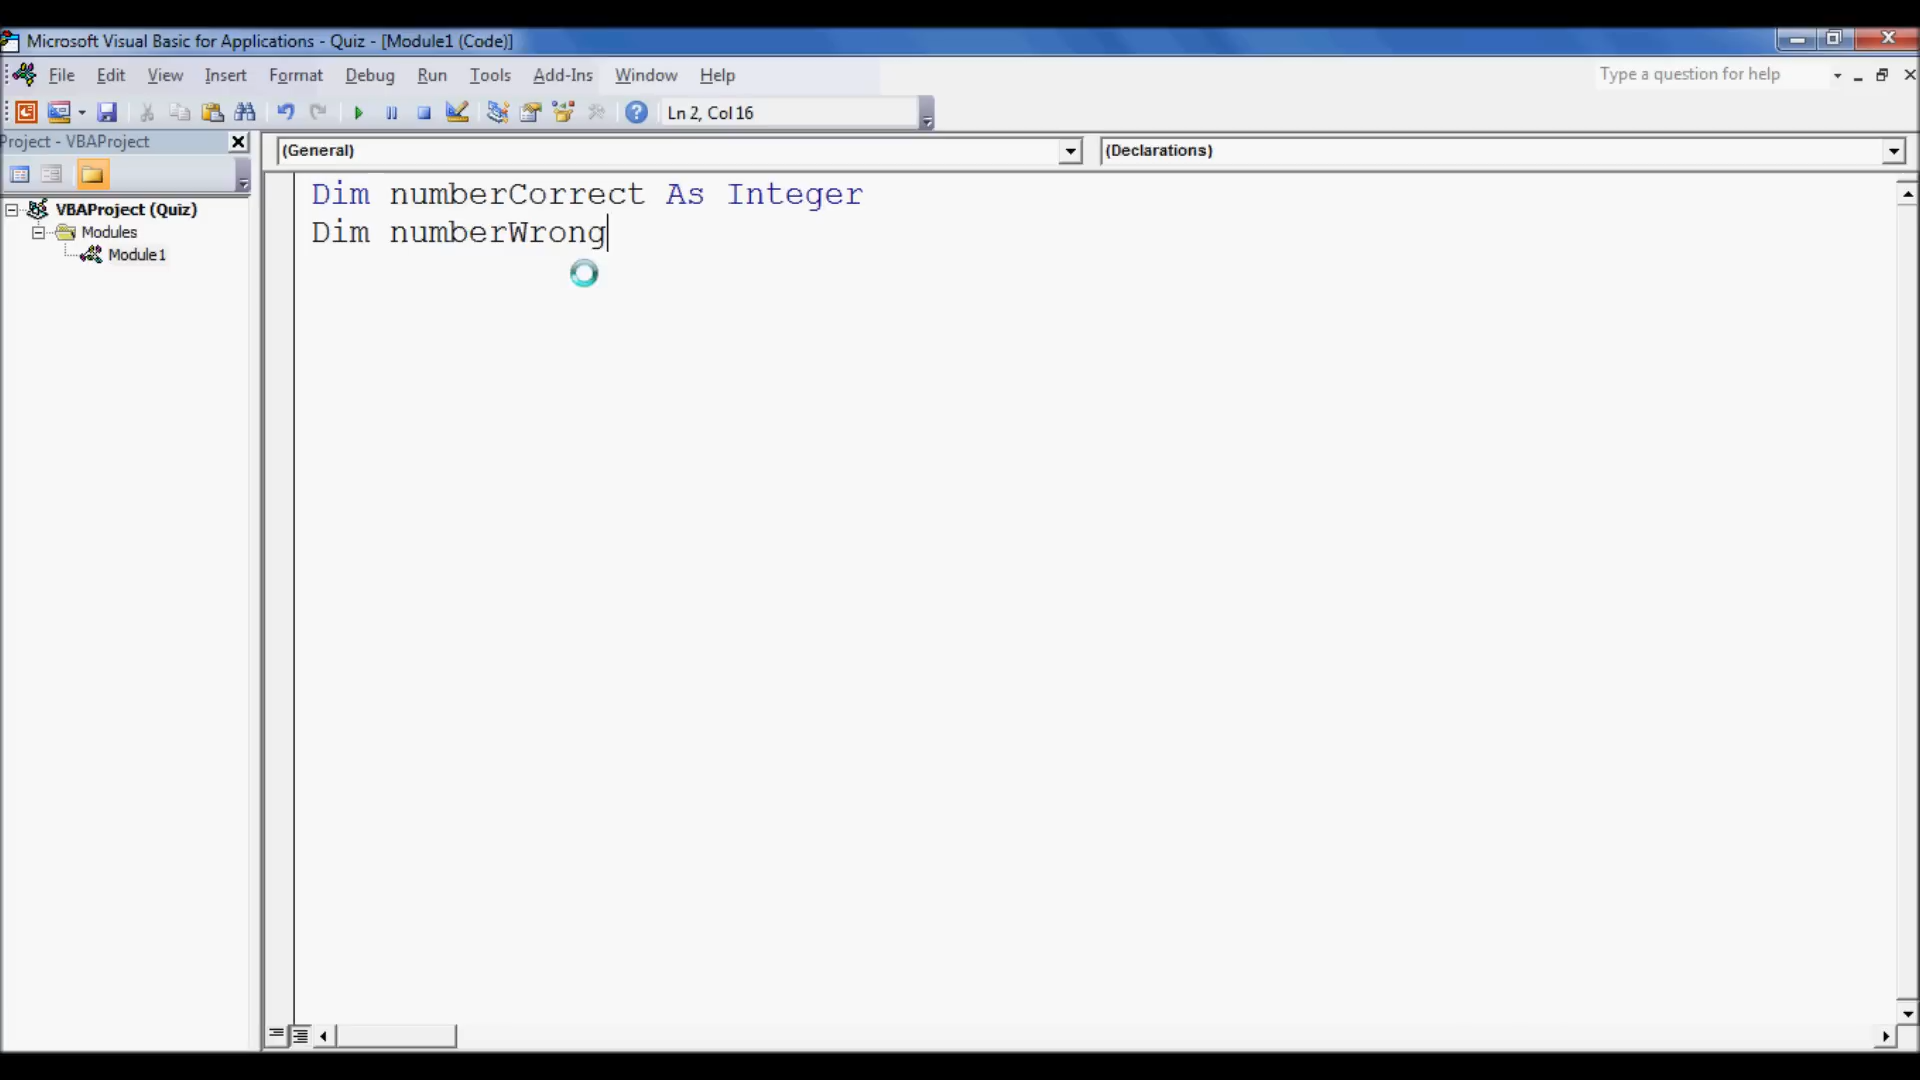 Microsoft Visual Basic for Applications - Quiz - [Module1 (Code)]
File Edit View Insert Format Debug Run Tools Add-Ins Window Help Type a question for help
Ln 2, Col 16
Project - VBAProject
(General) (Declarations)
VBAProject (Quiz)
Modules
Module1
Dim numberCorrect As Integer
Dim numberWrong